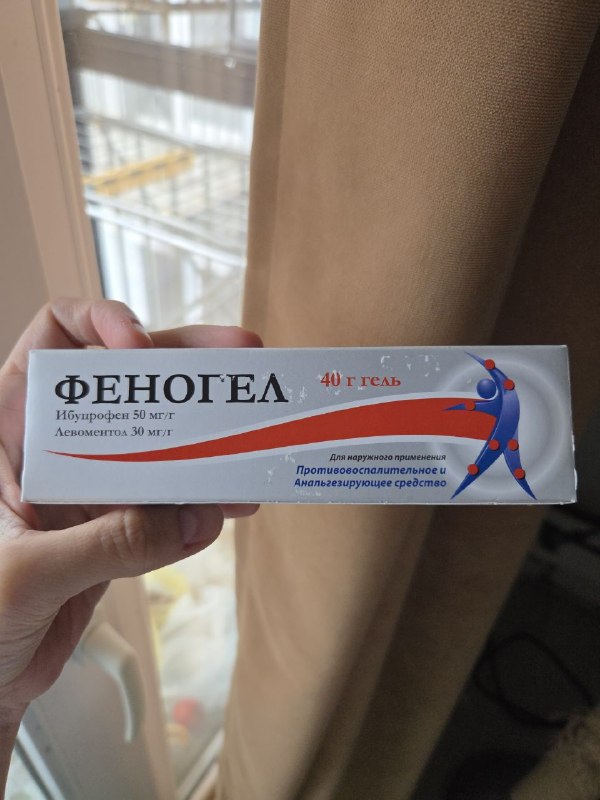 ФЕНОГЕЛ
40 г гель
Ибупрофен 50 мг/г
Левоментол 30 мг/г
Для наружного применения
Противовоспалительное и
Анальгезирующее средство